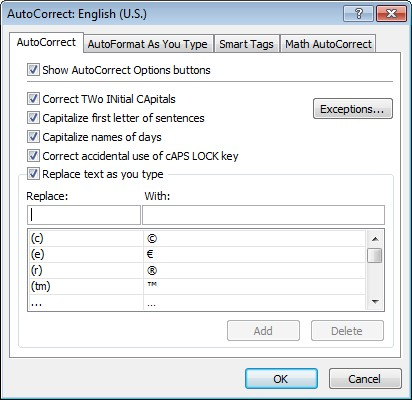 AutoCorrect: English (U.S.)
AutoCorrect AutoFormat As You Type Smart Tags Math AutoCorrect
Show AutoCorrect Options buttons
Correct TWo INitial CApitals
Exceptions...
Capitalize first letter of sentences
Capitalize names of days
Correct accidental use of cAPS LOCK key
Replace text as you type
Replace: With:
(c) ©
(e) €
(r) ®
(tm) ™
... …
Add Delete
OK Cancel